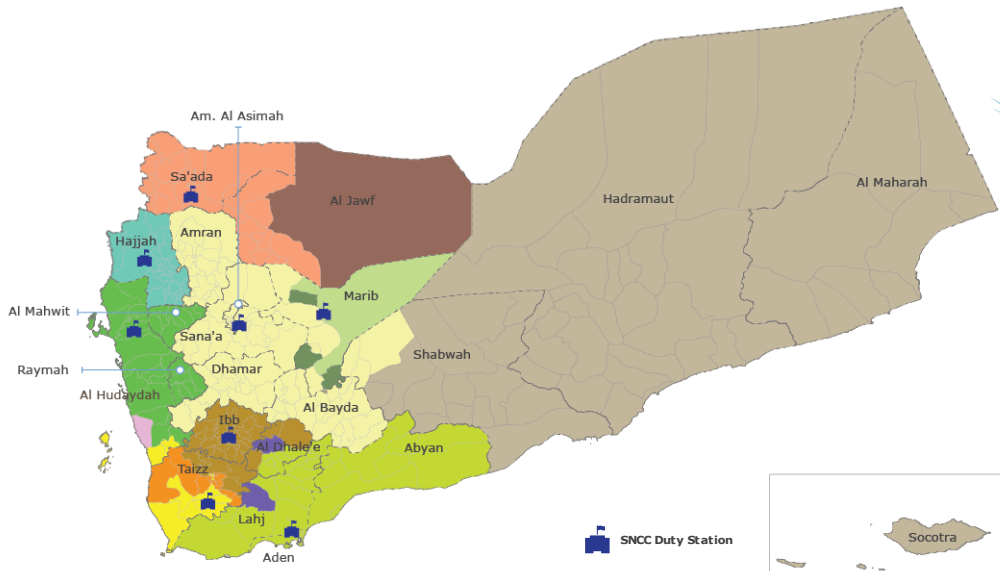 Am. Al Asimah
Sa'ada
Al Jawf
Hadramaut
Al Maharah
Amran
Hajjah
Marib
Al Mahwit
Sana'a
Shabwah
Raymah
Dhamar
Al Hudaydah
Al Bayda
Ibb
Al Dhale'e
Abyan
Taizz
Lahj
Aden
SNCC Duty Station
Socotra